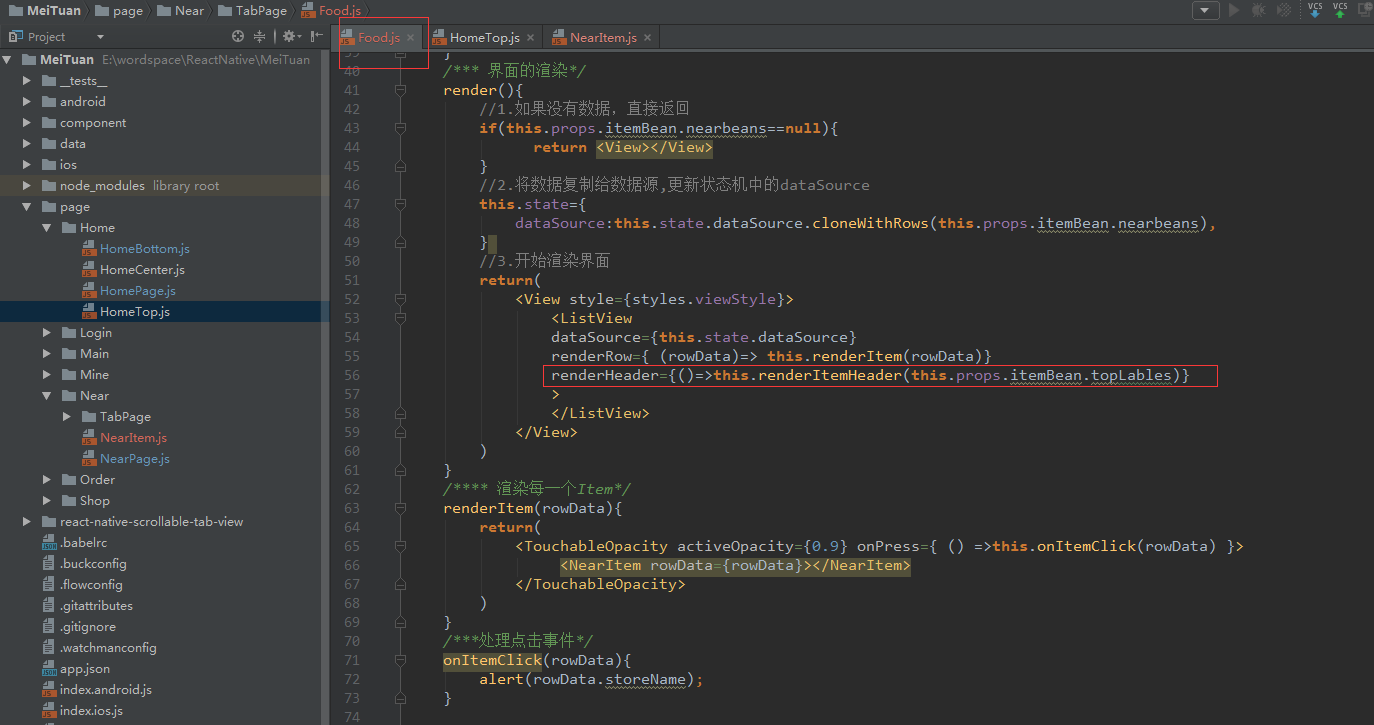 MeiTuan page Near TabPage Food.js
VCS VCS
Project
Food.js × HomeTop.js × NearItem.js ×
MeiTuan E:\wordspace\ReactNative\MeiTuan
__tests__
android
component
data
ios
node_modules library root
page
Home
HomeBottom.js
HomeCenter.js
HomePage.js
HomeTop.js
Login
Main
Mine
Near
TabPage
NearItem.js
NearPage.js
Order
Shop
react-native-scrollable-tab-view
.babelrc
.buckconfig
.flowconfig
.gitattributes
.gitignore
.watchmanconfig
app.json
index.android.js
index.ios.js
39 }
40 /*** 界面的渲染*/
41 render(){
42 //1.如果没有数据，直接返回
43 if(this.props.itemBean.nearbeans==null){
44 return <View></View>
45 }
46 //2.将数据复制给数据源,更新状态机中的dataSource
47 this.state={
48 dataSource:this.state.dataSource.cloneWithRows(this.props.itemBean.nearbeans),
49 }
50 //3.开始渲染界面
51 return(
52 <View style={styles.viewStyle}>
53 <ListView
54 dataSource={this.state.dataSource}
55 renderRow={ (rowData)=> this.renderItem(rowData)}
56 renderHeader={()=>this.renderItemHeader(this.props.itemBean.topLables)}
57 >
58 </ListView>
59 </View>
60 )
61 }
62 /**** 渲染每一个Item*/
63 renderItem(rowData){
64 return(
65 <TouchableOpacity activeOpacity={0.9} onPress={ () =>this.onItemClick(rowData) }>
66 <NearItem rowData={rowData}></NearItem>
67 </TouchableOpacity>
68 )
69 }
70 /***处理点击事件*/
71 onItemClick(rowData){
72 alert(rowData.storeName);
73 }
74